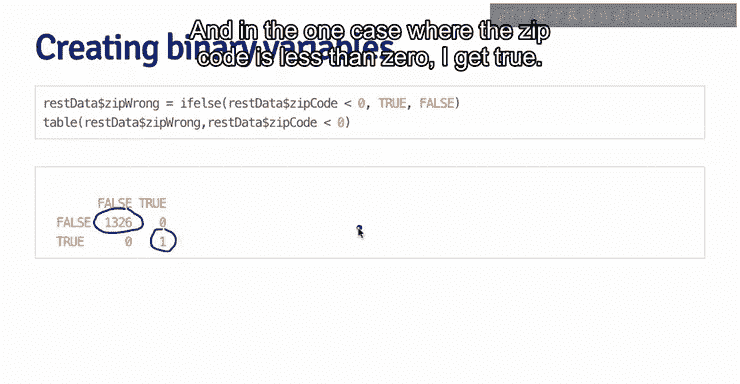 And in the one case where the zip
code is less than zero, I get true.
Creating binary variables
restData$zipWrong = ifelse(restData$zipCode < 0, TRUE, FALSE)
table(restData$zipWrong,restData$zipCode < 0)
FALSE TRUE
FALSE 1326 0
TRUE 0 1